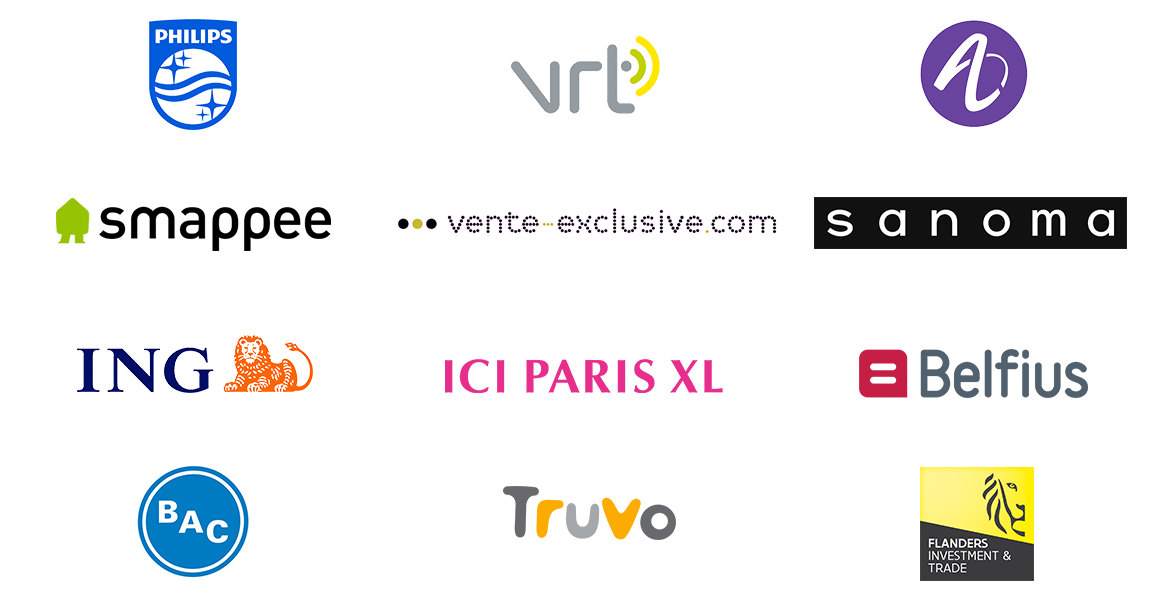 PHILIPS
vrt
smappee
vente-exclusive.com
sanoma
ING
ICI PARIS XL
Belfius
BAC
Truvo
FLANDERS
INVESTMENT &
TRADE